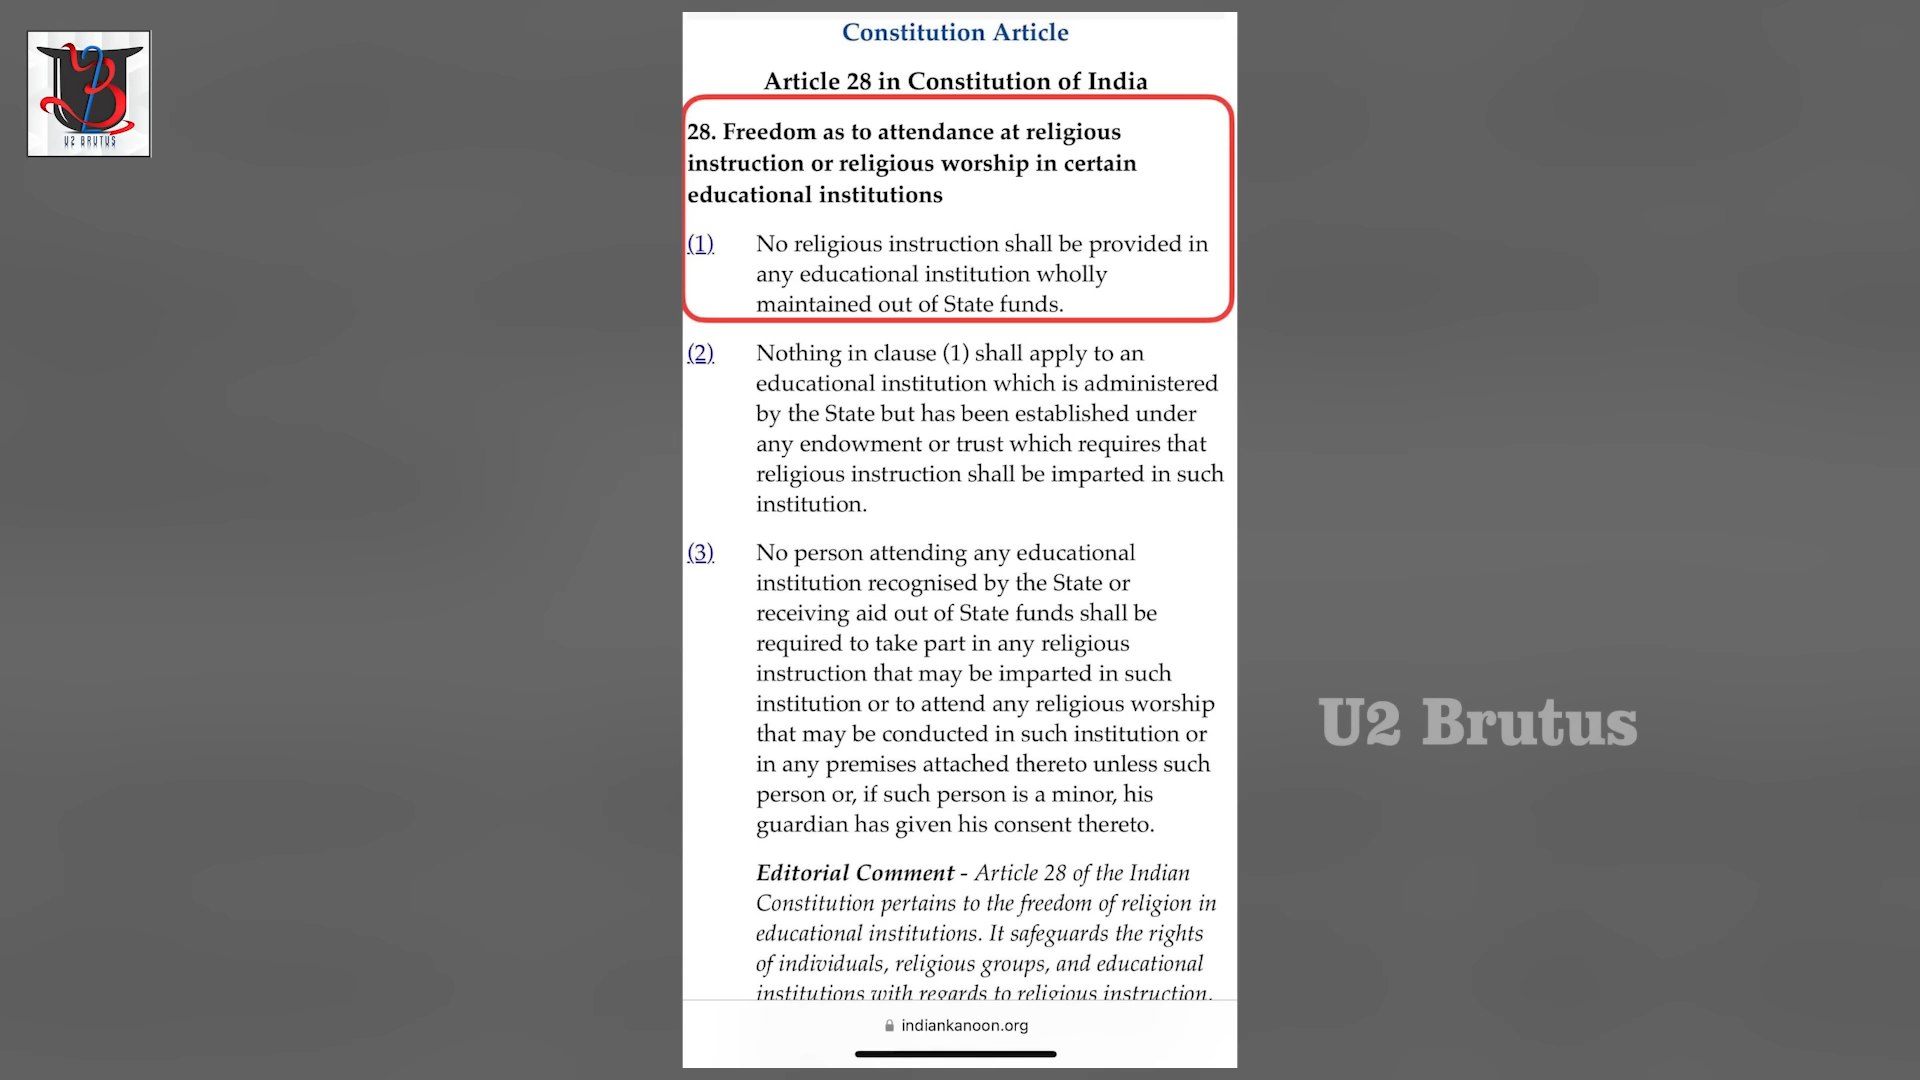 Constitution Article
Article 28 in Constitution of India
28. Freedom as to attendance at religious
instruction or religious worship in certain
educational institutions
(1) No religious instruction shall be provided in
any educational institution wholly
maintained out of State funds.
(2) Nothing in clause (1) shall apply to an
educational institution which is administered
by the State but has been established under
any endowment or trust which requires that
religious instruction shall be imparted in such
institution.
(3) No person attending any educational
institution recognised by the State or
receiving aid out of State funds shall be
required to take part in any religious
instruction that may be imparted in such
institution or to attend any religious worship
that may be conducted in such institution or
in any premises attached thereto unless such
person or, if such person is a minor, his
guardian has given his consent thereto.
Editorial Comment - Article 28 of the Indian
Constitution pertains to the freedom of religion in
educational institutions. It safeguards the rights
of individuals, religious groups, and educational
institutions with regards to religious instruction,
indiankanoon.org
U2 BRUTUS
U2 Brutus